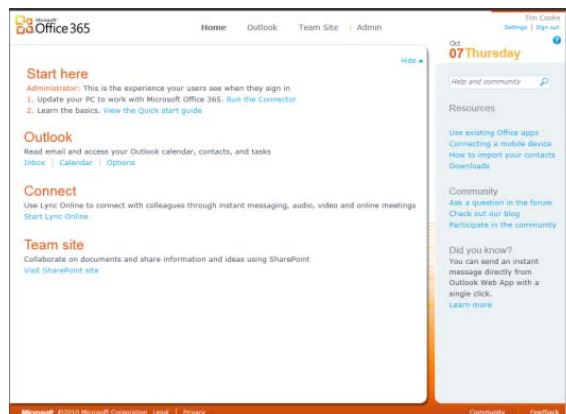 Microsoft
Office 365
Home Outlook Team Site | Admin
Tim Cooke
Settings | Sign out
Hide
Oct
07 Thursday
?
Start here
Administrator: This is the experience your users see when they sign in
1. Update your PC to work with Microsoft Office 365. Run the Connector
2. Learn the basics. View the Quick start guide
Outlook
Read email and access your Outlook calendar, contacts, and tasks
Inbox | Calendar | Options
Connect
Use Lync Online to connect with colleagues through instant messaging, audio, video and online meetings
Start Lync Online
Team site
Collaborate on documents and share information and ideas using SharePoint
Visit SharePoint site
Help and community
Resources
Use existing Office apps
Connecting a mobile device
How to import your contacts
Downloads
Community
Ask a question in the forum
Check out our blog
Participate in the community
Did you know?
You can send an instant
message directly from
Outlook Web App with a
single click.
Learn more
Microsoft ©2010 Microsoft Corporation Legal | Privacy
Community Feedback